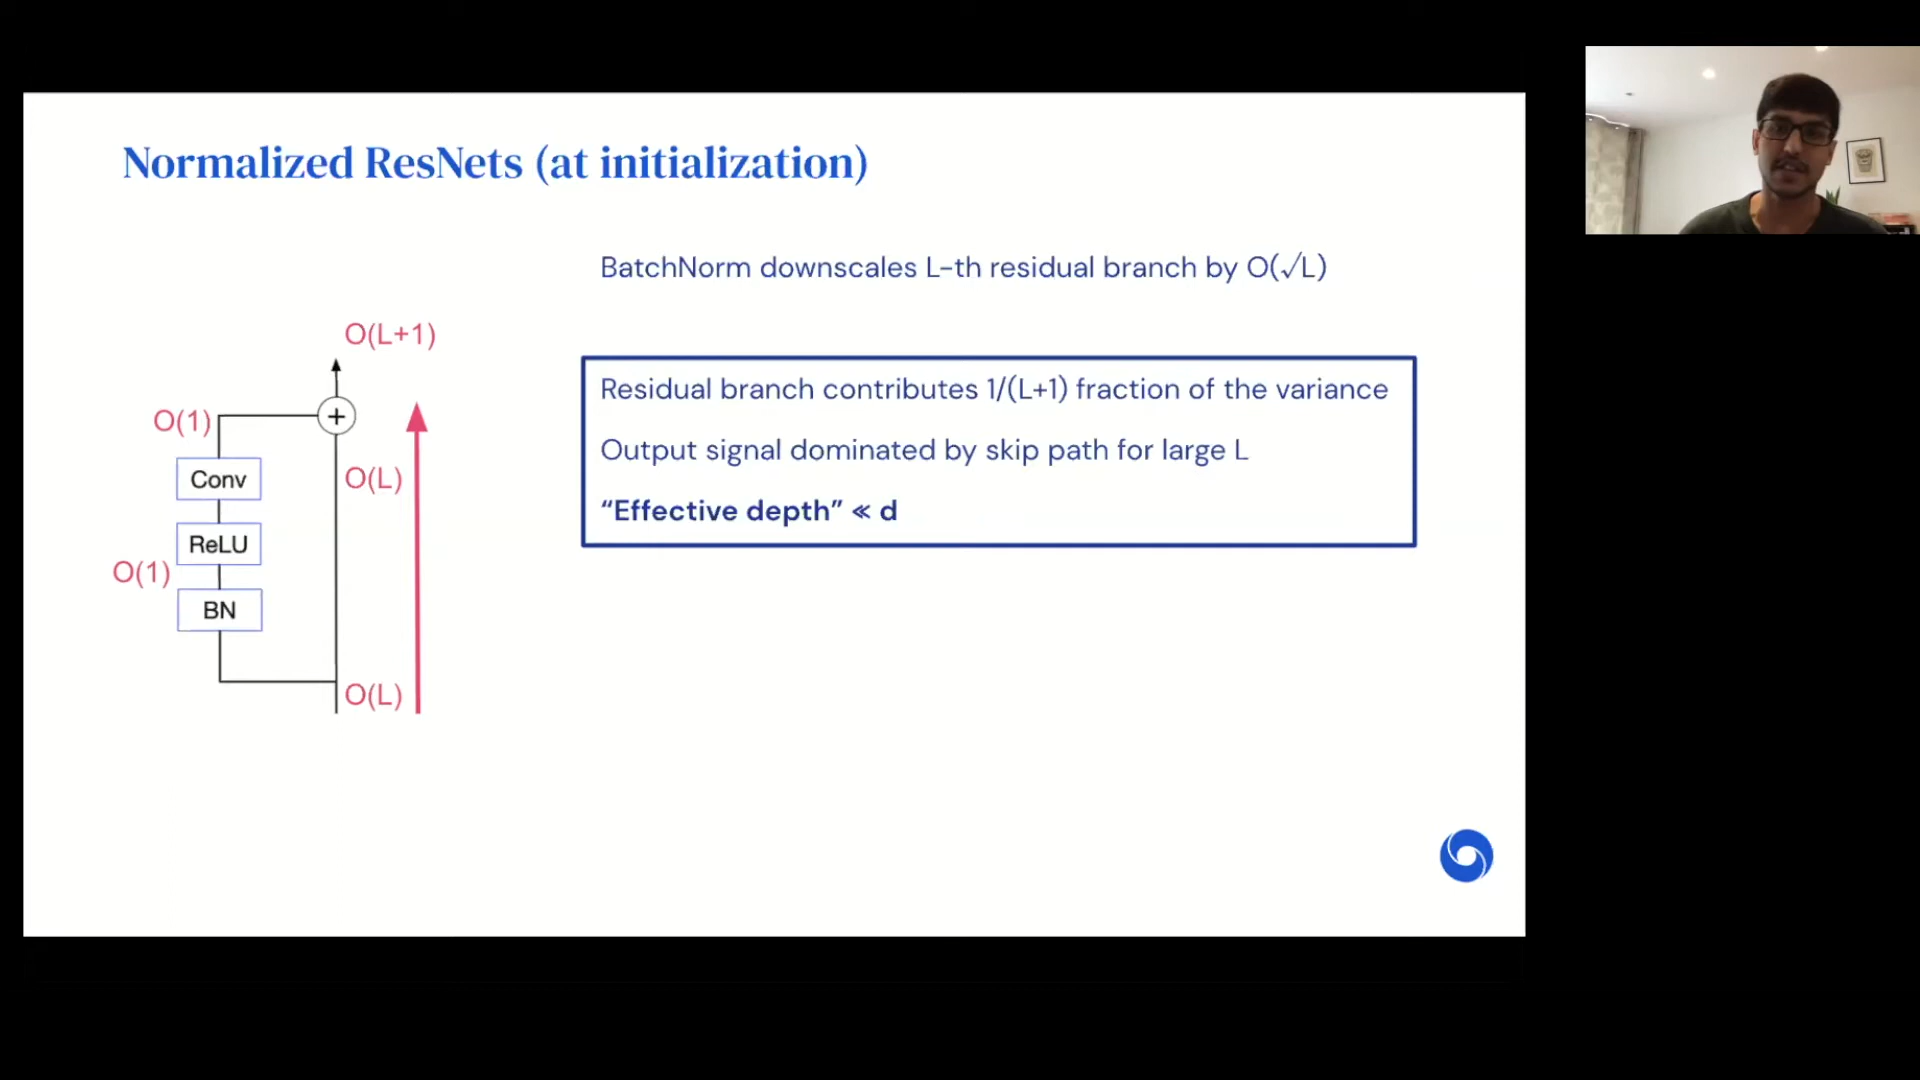 Normalized ResNets (at initialization)
BatchNorm downscales L-th residual branch by O(√L)
O(L+1)
+
O(1)
Conv
O(L)
ReLU
O(1)
BN
O(L)
Residual branch contributes 1/(L+1) fraction of the variance
Output signal dominated by skip path for large L
“Effective depth” ≪ d